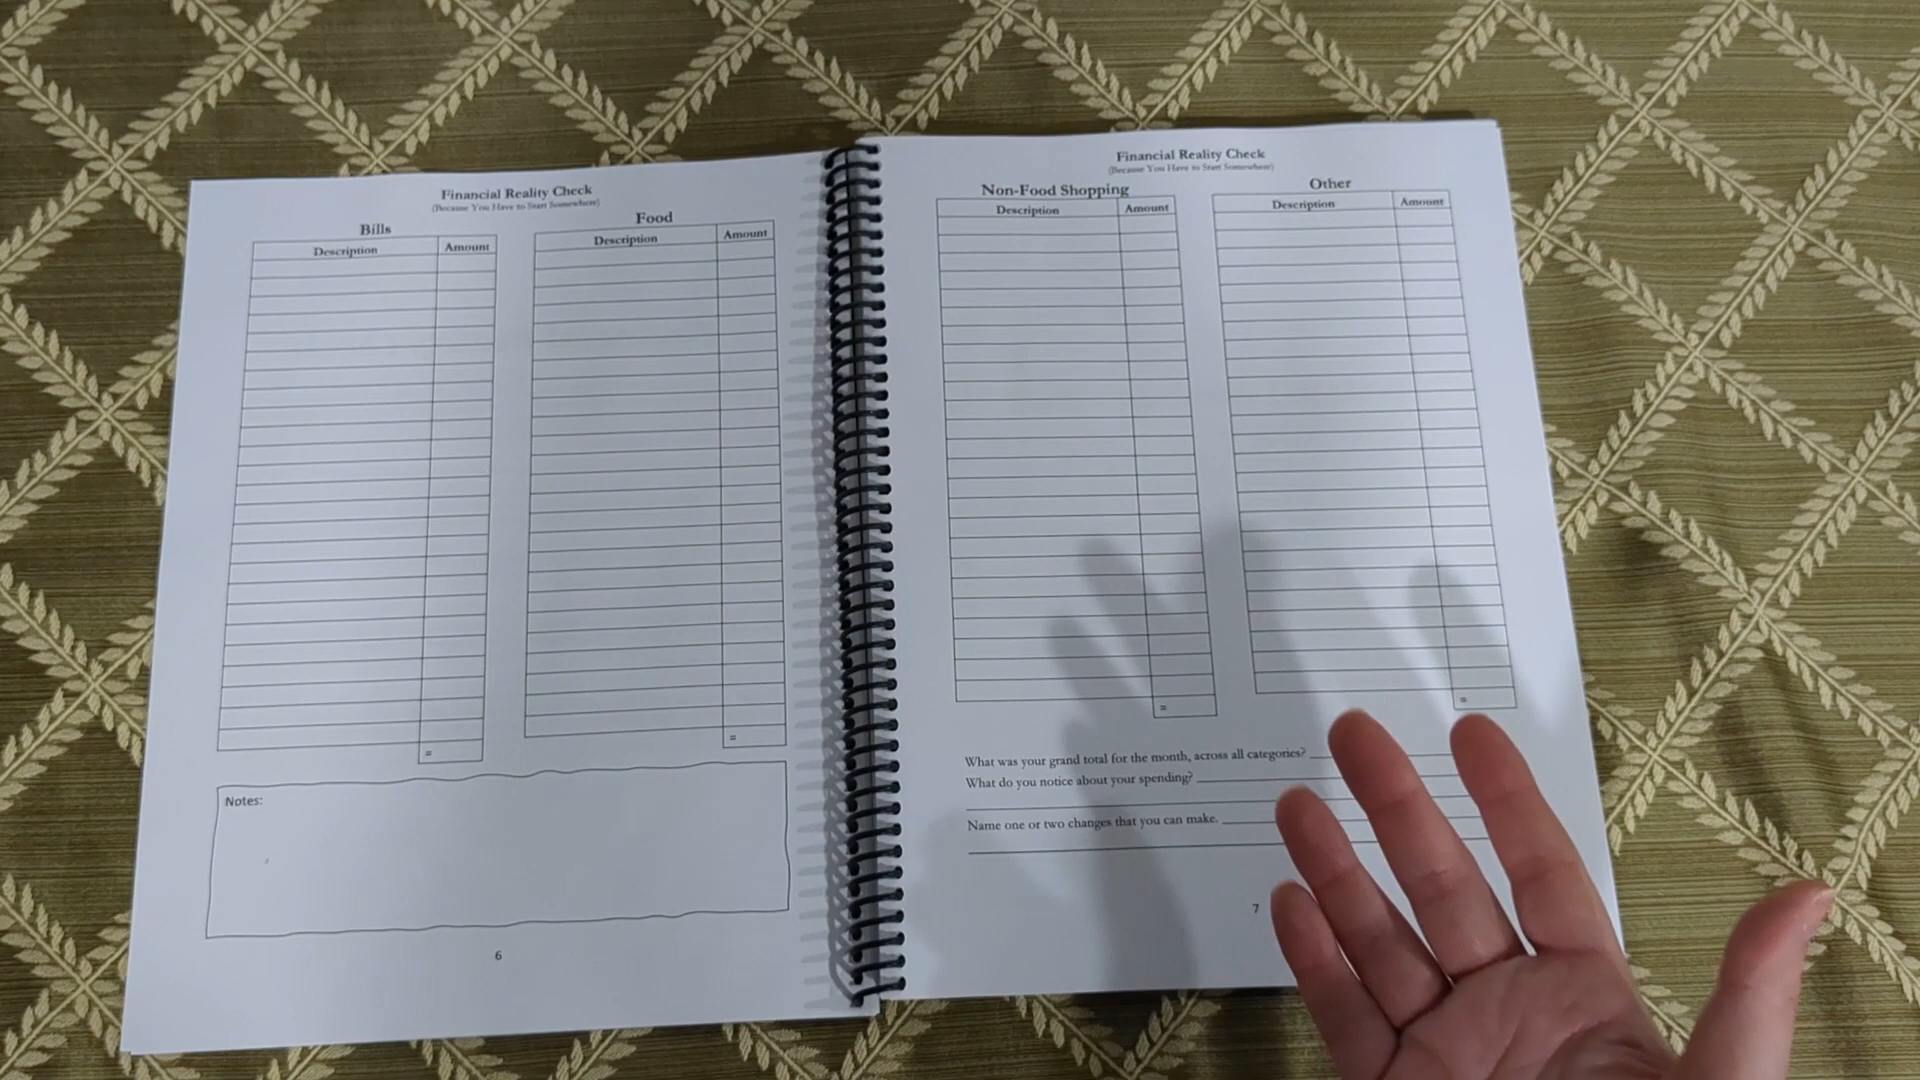 Financial Reality Check
(Because You Have to Start Somewhere)
Bills
Description Amount
=
Food
Description Amount
=
Notes:
6
Financial Reality Check
(Because You Have to Start Somewhere)
Non-Food Shopping
Description Amount
=
Other
Description Amount
=
What was your grand total for the month, across all categories?
What do you notice about your spending?
Name one or two changes that you can make.
7